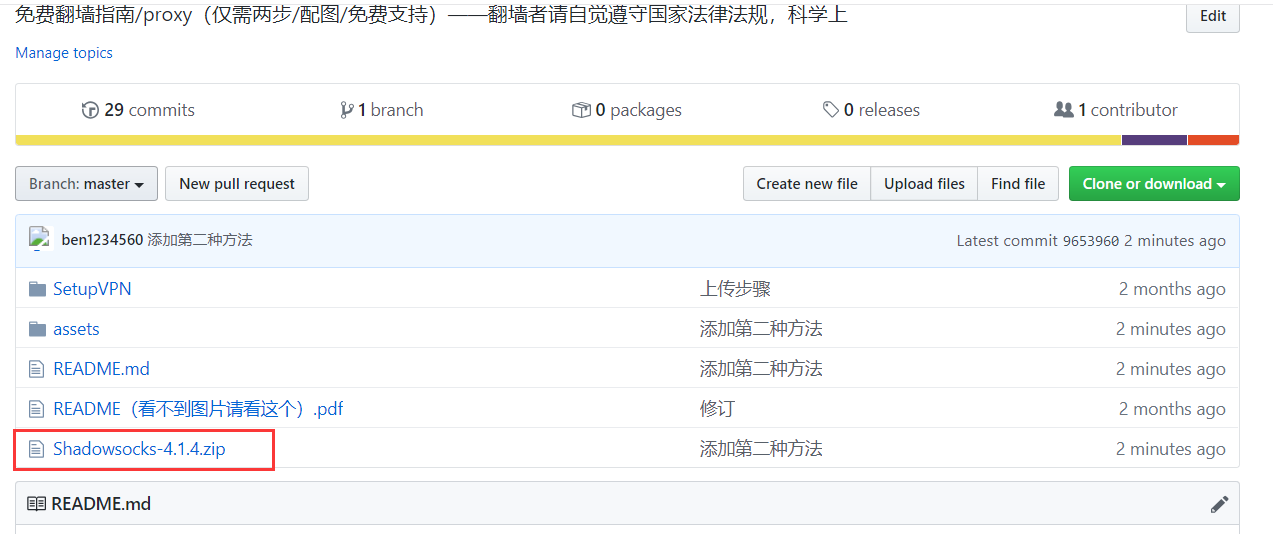 免费翻墙指南/proxy（仅需两步/配图/免费支持）——翻墙者请自觉遵守国家法律法规，科学上
Edit
Manage topics
29 commits 1 branch 0 packages 0 releases 1 contributor
Branch: master New pull request Create new file Upload files Find file Clone or download
ben1234560 添加第二种方法 Latest commit 9653960 2 minutes ago
SetupVPN 上传步骤 2 months ago
assets 添加第二种方法 2 minutes ago
README.md 添加第二种方法 2 minutes ago
README（看不到图片请看这个）.pdf 修订 2 months ago
Shadowsocks-4.1.4.zip 添加第二种方法 2 minutes ago
README.md